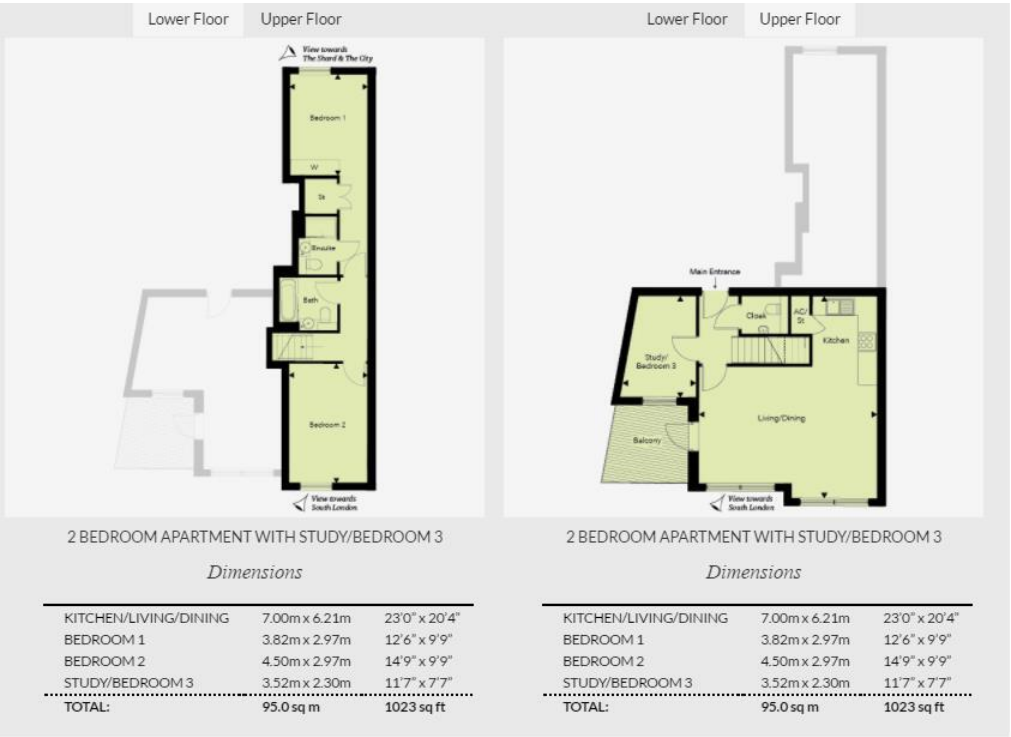 Lower Floor Upper Floor
View towards
The Shard & The City
Bedroom 1
W
St
Ensuite
Bath
Bedroom 2
View towards
South London
2 BEDROOM APARTMENT WITH STUDY/BEDROOM 3
Dimensions
KITCHEN/LIVING/DINING 7.00m x 6.21m 23'0" x 20'4"
BEDROOM 1 3.82m x 2.97m 12'6" x 9'9"
BEDROOM 2 4.50m x 2.97m 14'9" x 9'9"
STUDY/BEDROOM 3 3.52m x 2.30m 11'7" x 7'7"
TOTAL: 95.0 sq m 1023 sq ft
Lower Floor Upper Floor
Main Entrance
Cloak
AC/
St
Kitchen
Study/
Bedroom 3
Living/Dining
Balcony
View towards
South London
2 BEDROOM APARTMENT WITH STUDY/BEDROOM 3
Dimensions
KITCHEN/LIVING/DINING 7.00m x 6.21m 23'0" x 20'4"
BEDROOM 1 3.82m x 2.97m 12'6" x 9'9"
BEDROOM 2 4.50m x 2.97m 14'9" x 9'9"
STUDY/BEDROOM 3 3.52m x 2.30m 11'7" x 7'7"
TOTAL: 95.0 sq m 1023 sq ft